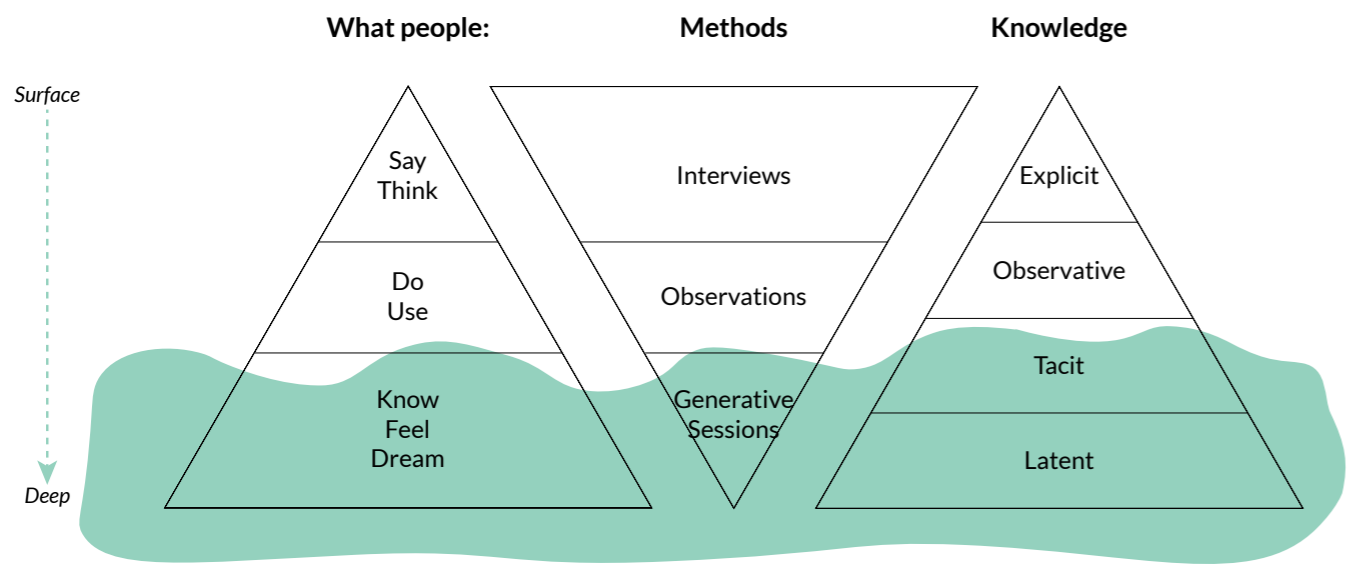 What people:
Methods
Knowledge
Surface
Say
Think
Interviews
Explicit
Do
Use
Observations
Observative
Know
Feel
Dream
Generative
Sessions
Tacit
Latent
Deep